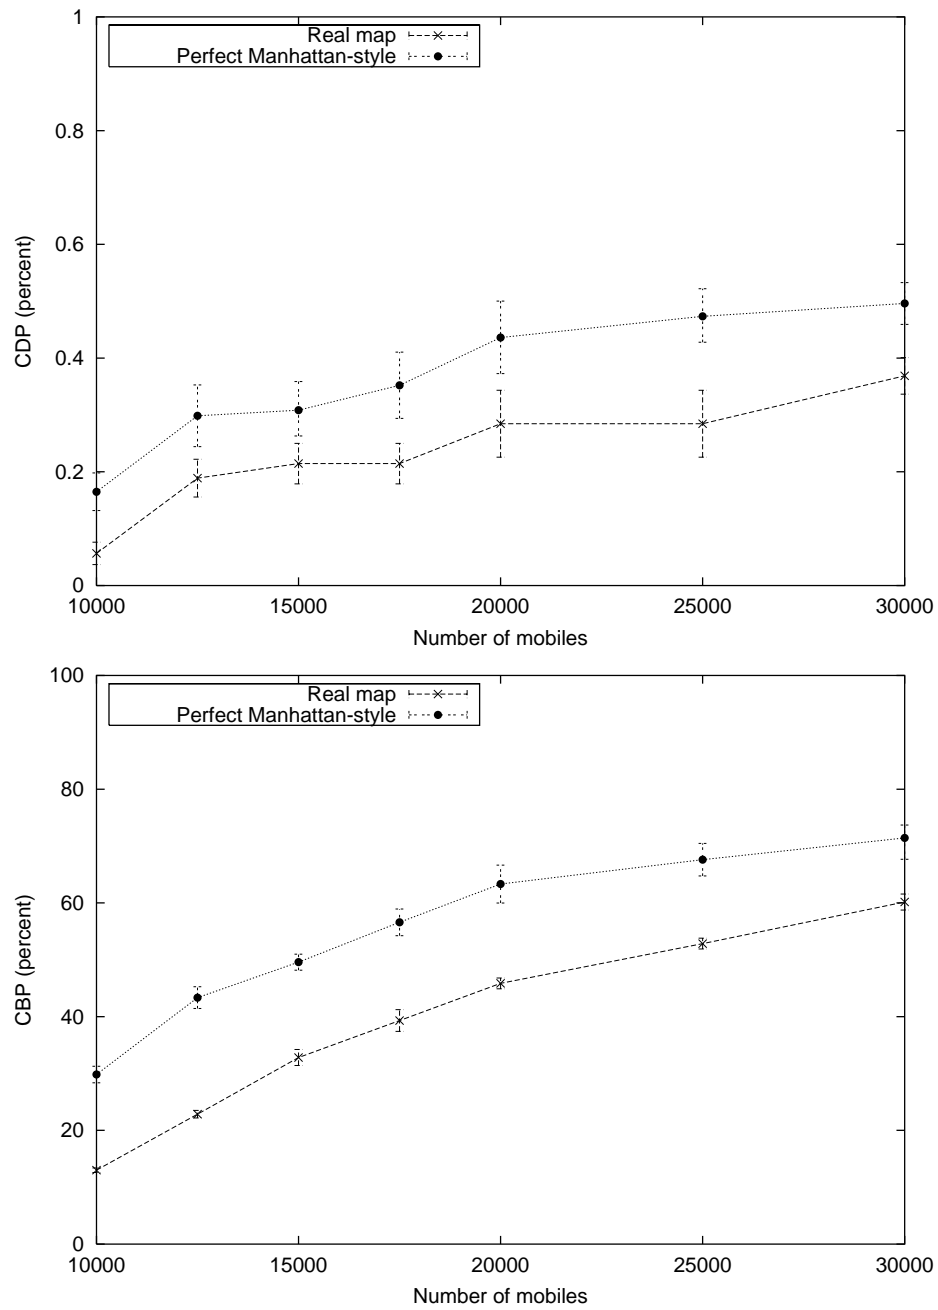 1
0.8
0.6
0.4
0.2
0
CDP (percent)
Real map
Perfect Manhattan-style
10000 15000 20000 25000 30000
Number of mobiles
100
80
60
40
20
0
CBP (percent)
Real map
Perfect Manhattan-style
10000 15000 20000 25000 30000
Number of mobiles